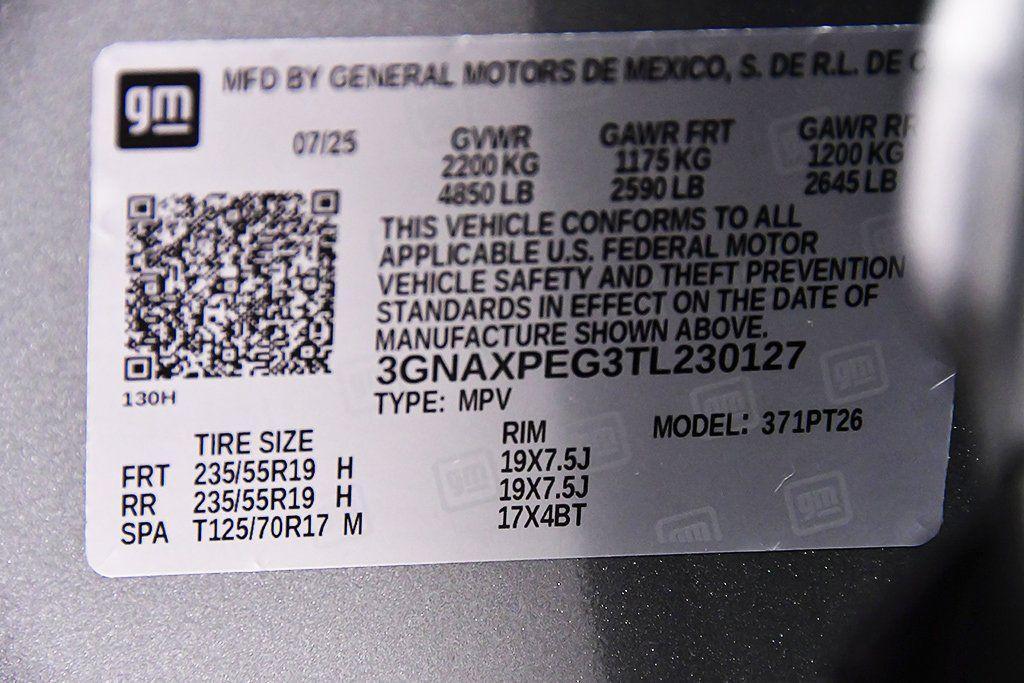 gm
MFD BY GENERAL MOTORS DE MEXICO, S. DE R.L. DE
07/25
GVWR GAWR FRT GAWR RR
2200 KG 1175 KG 1200 KG
4850 LB 2590 LB 2645 LB
THIS VEHICLE CONFORMS TO ALL
APPLICABLE U.S. FEDERAL MOTOR
VEHICLE SAFETY AND THEFT PREVENTION
STANDARDS IN EFFECT ON THE DATE OF
MANUFACTURE SHOWN ABOVE.
3GNAXPEG3TL230127
130H
TYPE: MPV
MODEL: 371PT26
TIRE SIZE RIM
FRT 235/55R19 H 19X7.5J
RR 235/55R19 H 19X7.5J
SPA T125/70R17 M 17X4BT